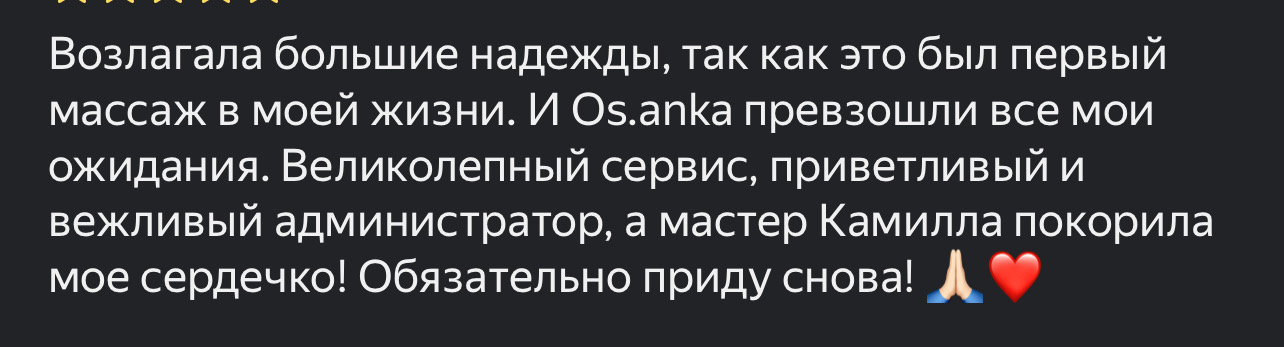 Возлагала большие надежды, так как это был первый
массаж в моей жизни. И Os.anka превзошли все мои
ожидания. Великолепный сервис, приветливый и
вежливый администратор, а мастер Камилла покорила
мое сердечко! Обязательно приду снова! 🙏🏻❤️